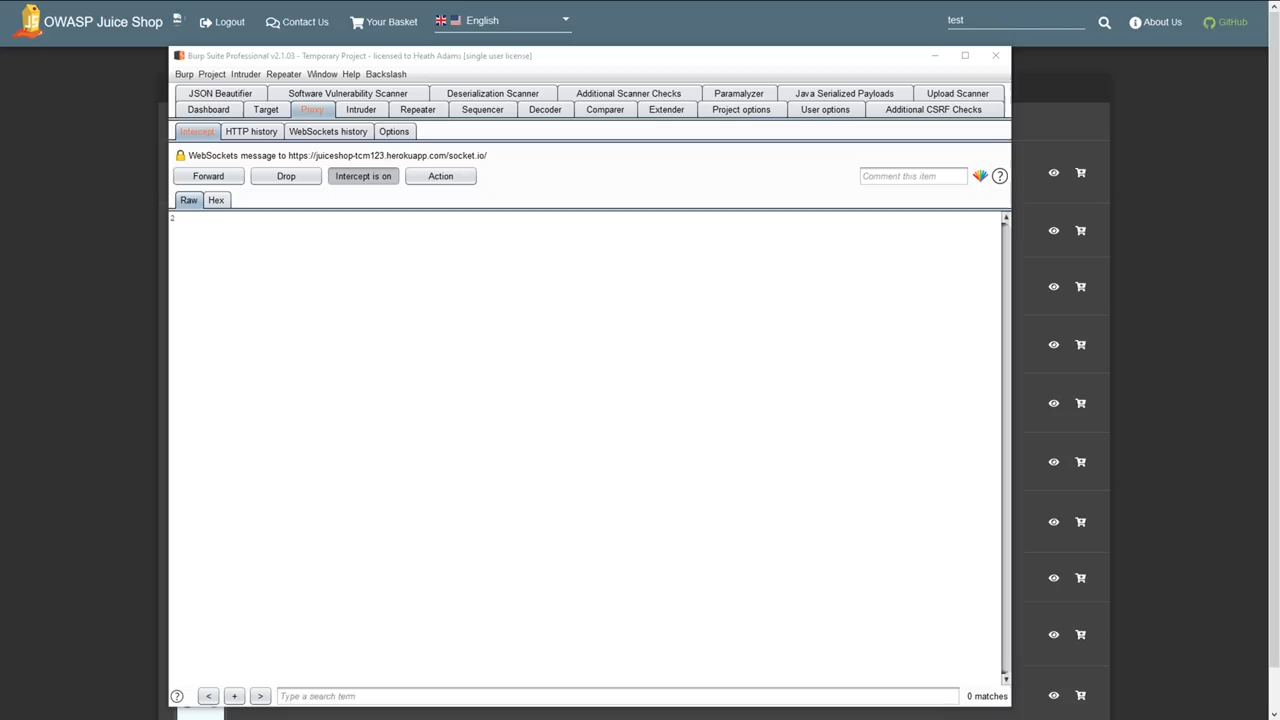 OWASP Juice Shop Logout Contact Us Your Basket English test About Us GitHub
Burp Suite Professional v2.1.03 - Temporary Project - licensed to Heath Adams [single user license]
Burp Project Intruder Repeater Window Help Backslash
JSON Beautifier Software Vulnerability Scanner Deserialization Scanner Additional Scanner Checks Paramalyzer Java Serialized Payloads Upload Scanner
Dashboard Target Proxy Intruder Repeater Sequencer Decoder Comparer Extender Project options User options Additional CSRF Checks
Intercept HTTP history WebSockets history Options
WebSockets message to https://juiceshop-tcm123.herokuapp.com/socket.io/
Forward Drop Intercept is on Action Comment this item ?
Raw Hex
2
? < + > Type a search term 0 matches